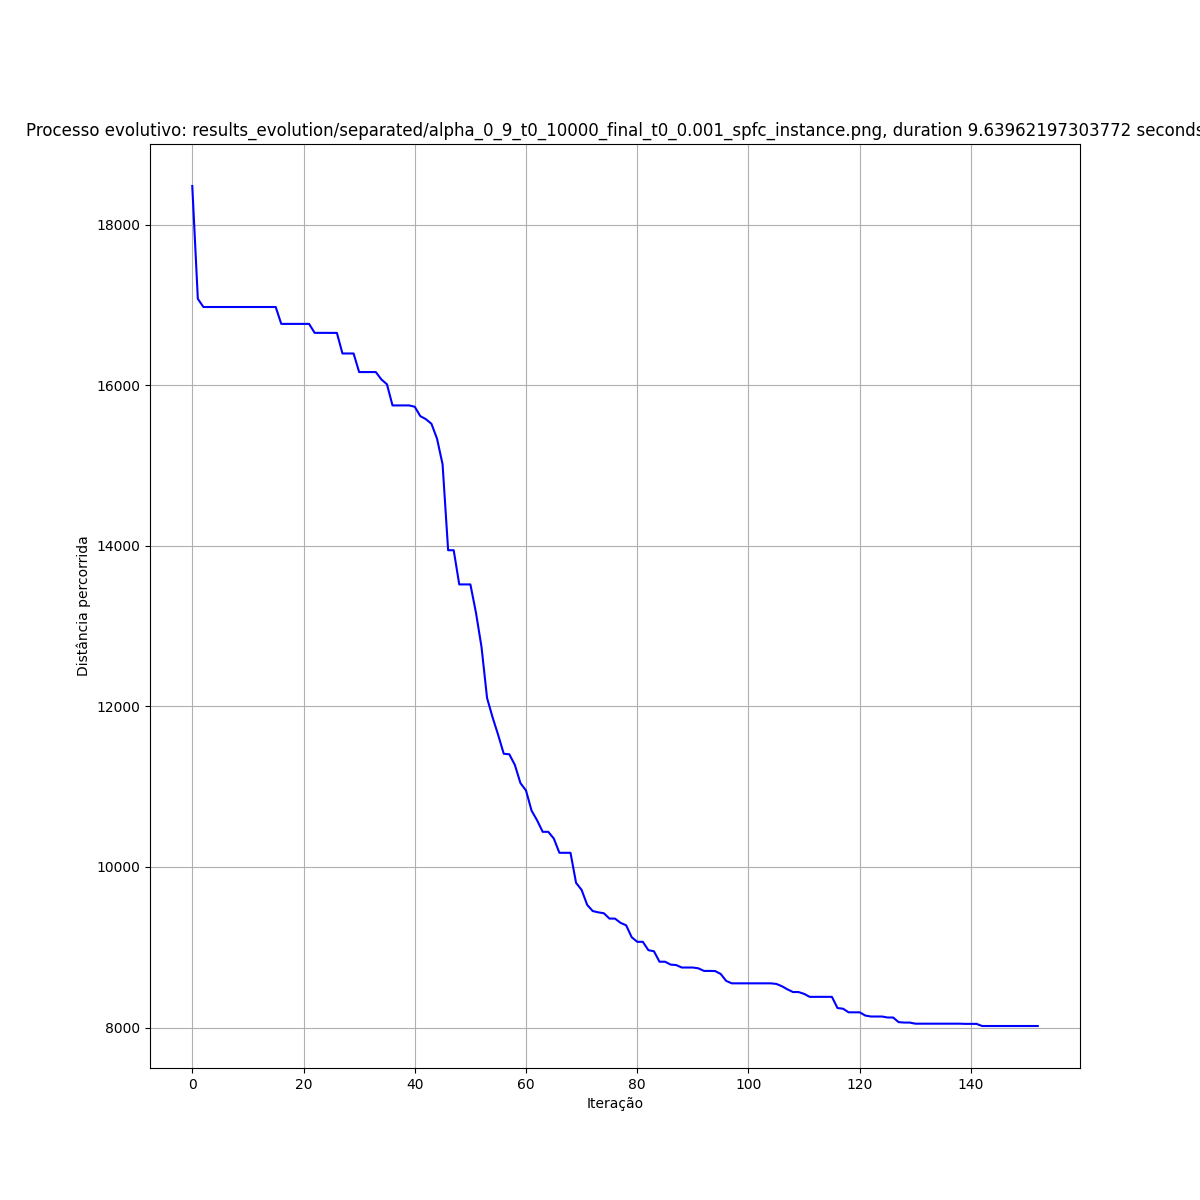 Processo evolutivo: results_evolution/separated/alpha_0_9_t0_10000_final_t0_0.001_spfc_instance.png, duration 9.63962197303772 seconds
18000
16000
14000
12000
10000
8000
Distância percorrida
0 20 40 60 80 100 120 140
Iteração